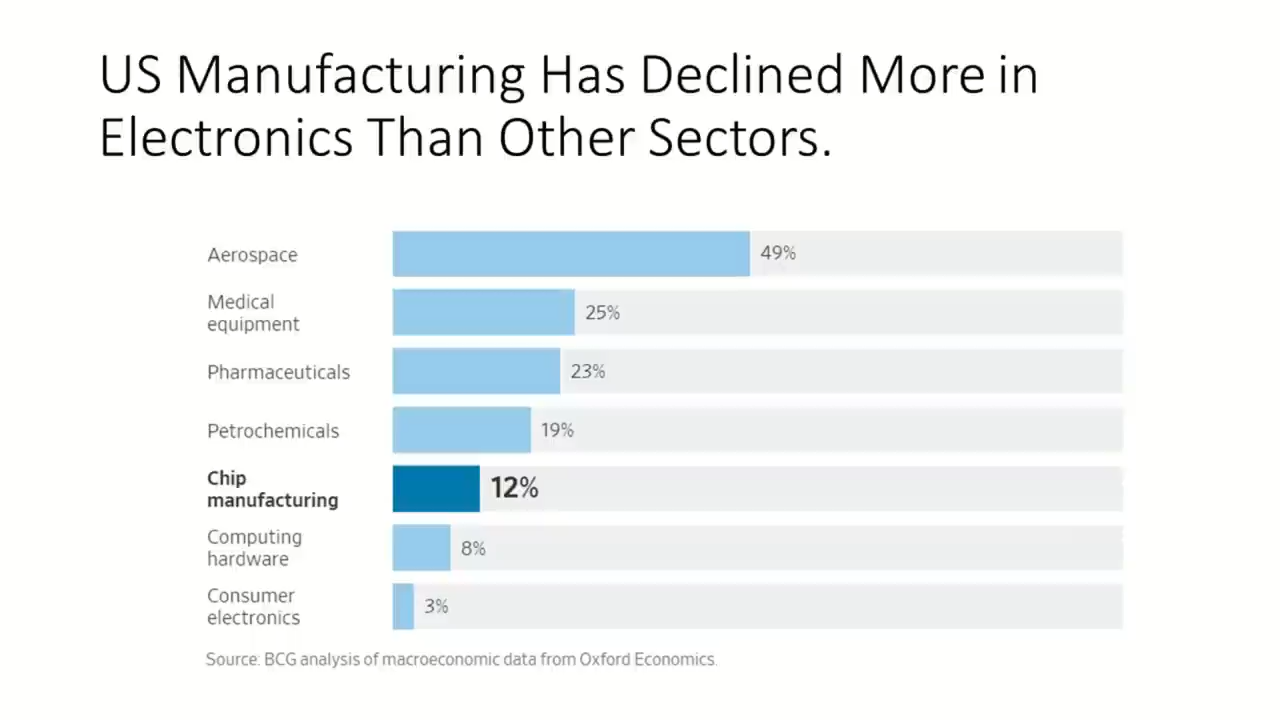 US Manufacturing Has Declined More in
Electronics Than Other Sectors.
Aerospace
49%
Medical
equipment
25%
Pharmaceuticals
23%
Petrochemicals
19%
Chip
manufacturing
12%
Computing
hardware
8%
Consumer
electronics
3%
Source: BCG analysis of macroeconomic data from Oxford Economics.